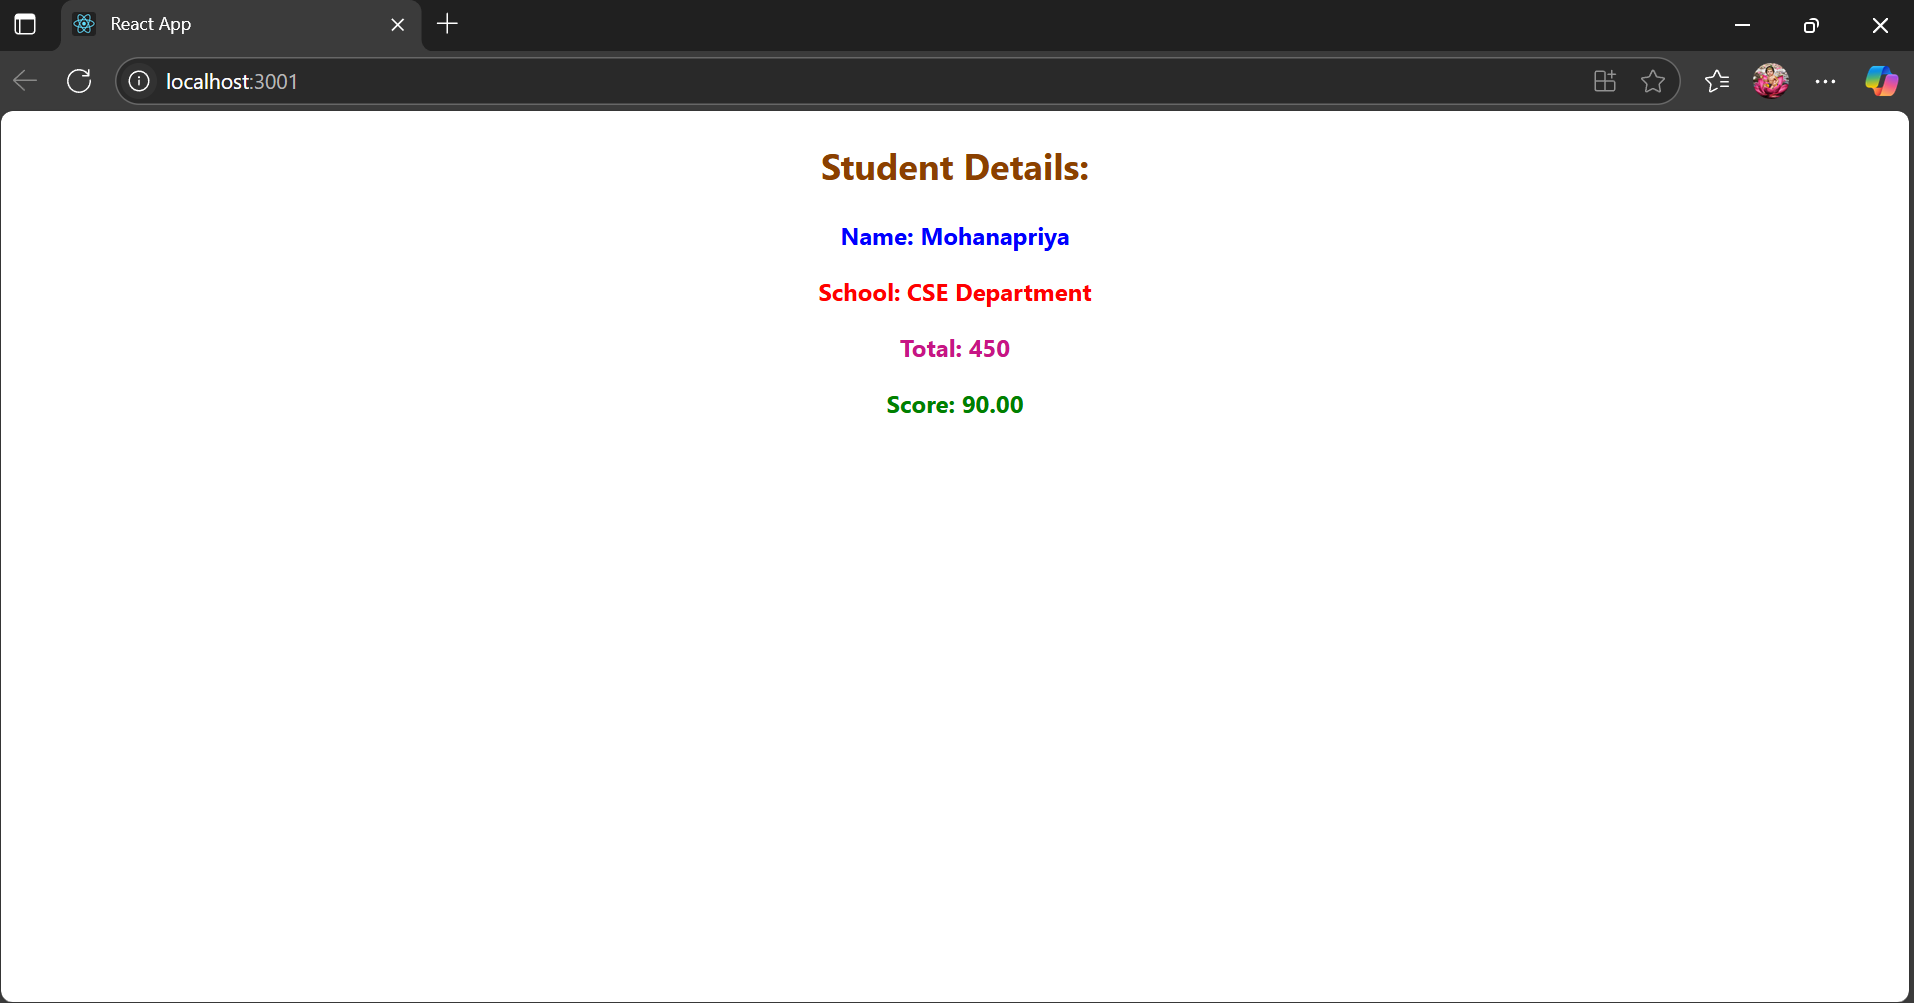 React App
localhost:3001
Student Details:
Name: Mohanapriya
School: CSE Department
Total: 450
Score: 90.00